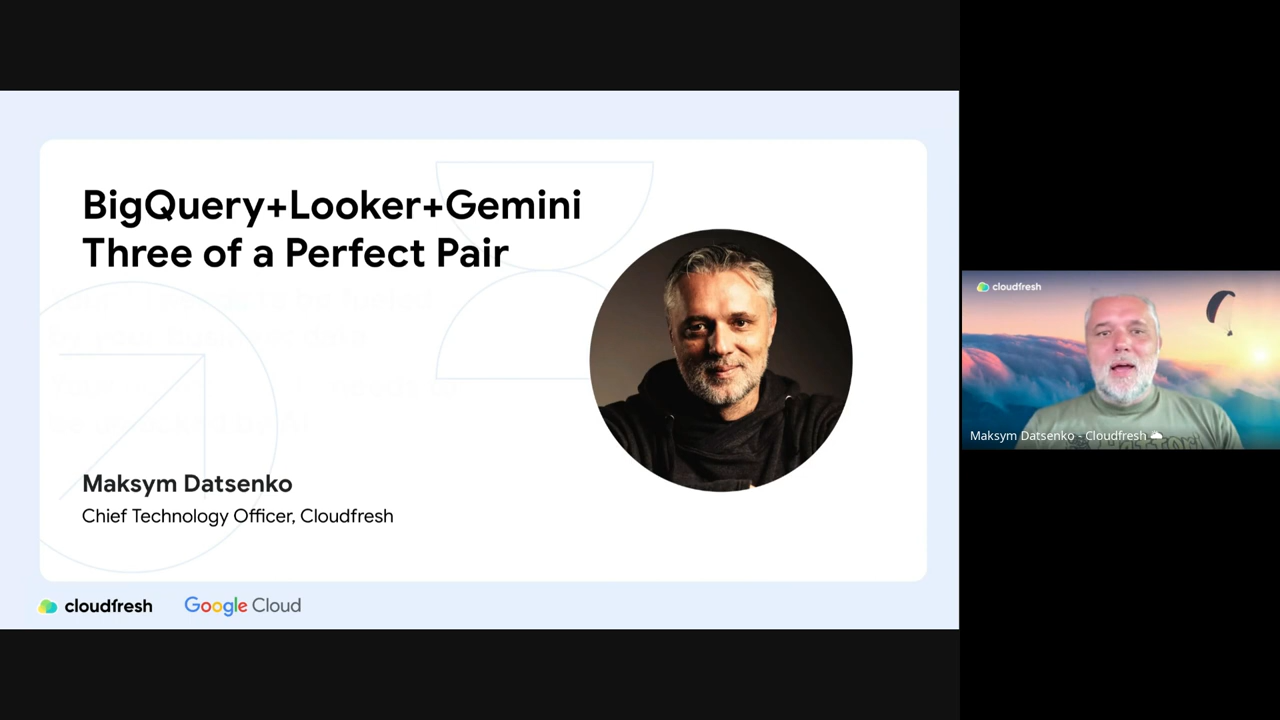 BigQuery+Looker+Gemini
Three of a Perfect Pair
Maksym Datsenko
Chief Technology Officer, Cloudfresh
cloudfresh
Google Cloud
cloudfresh
Maksym Datsenko - Cloudfresh